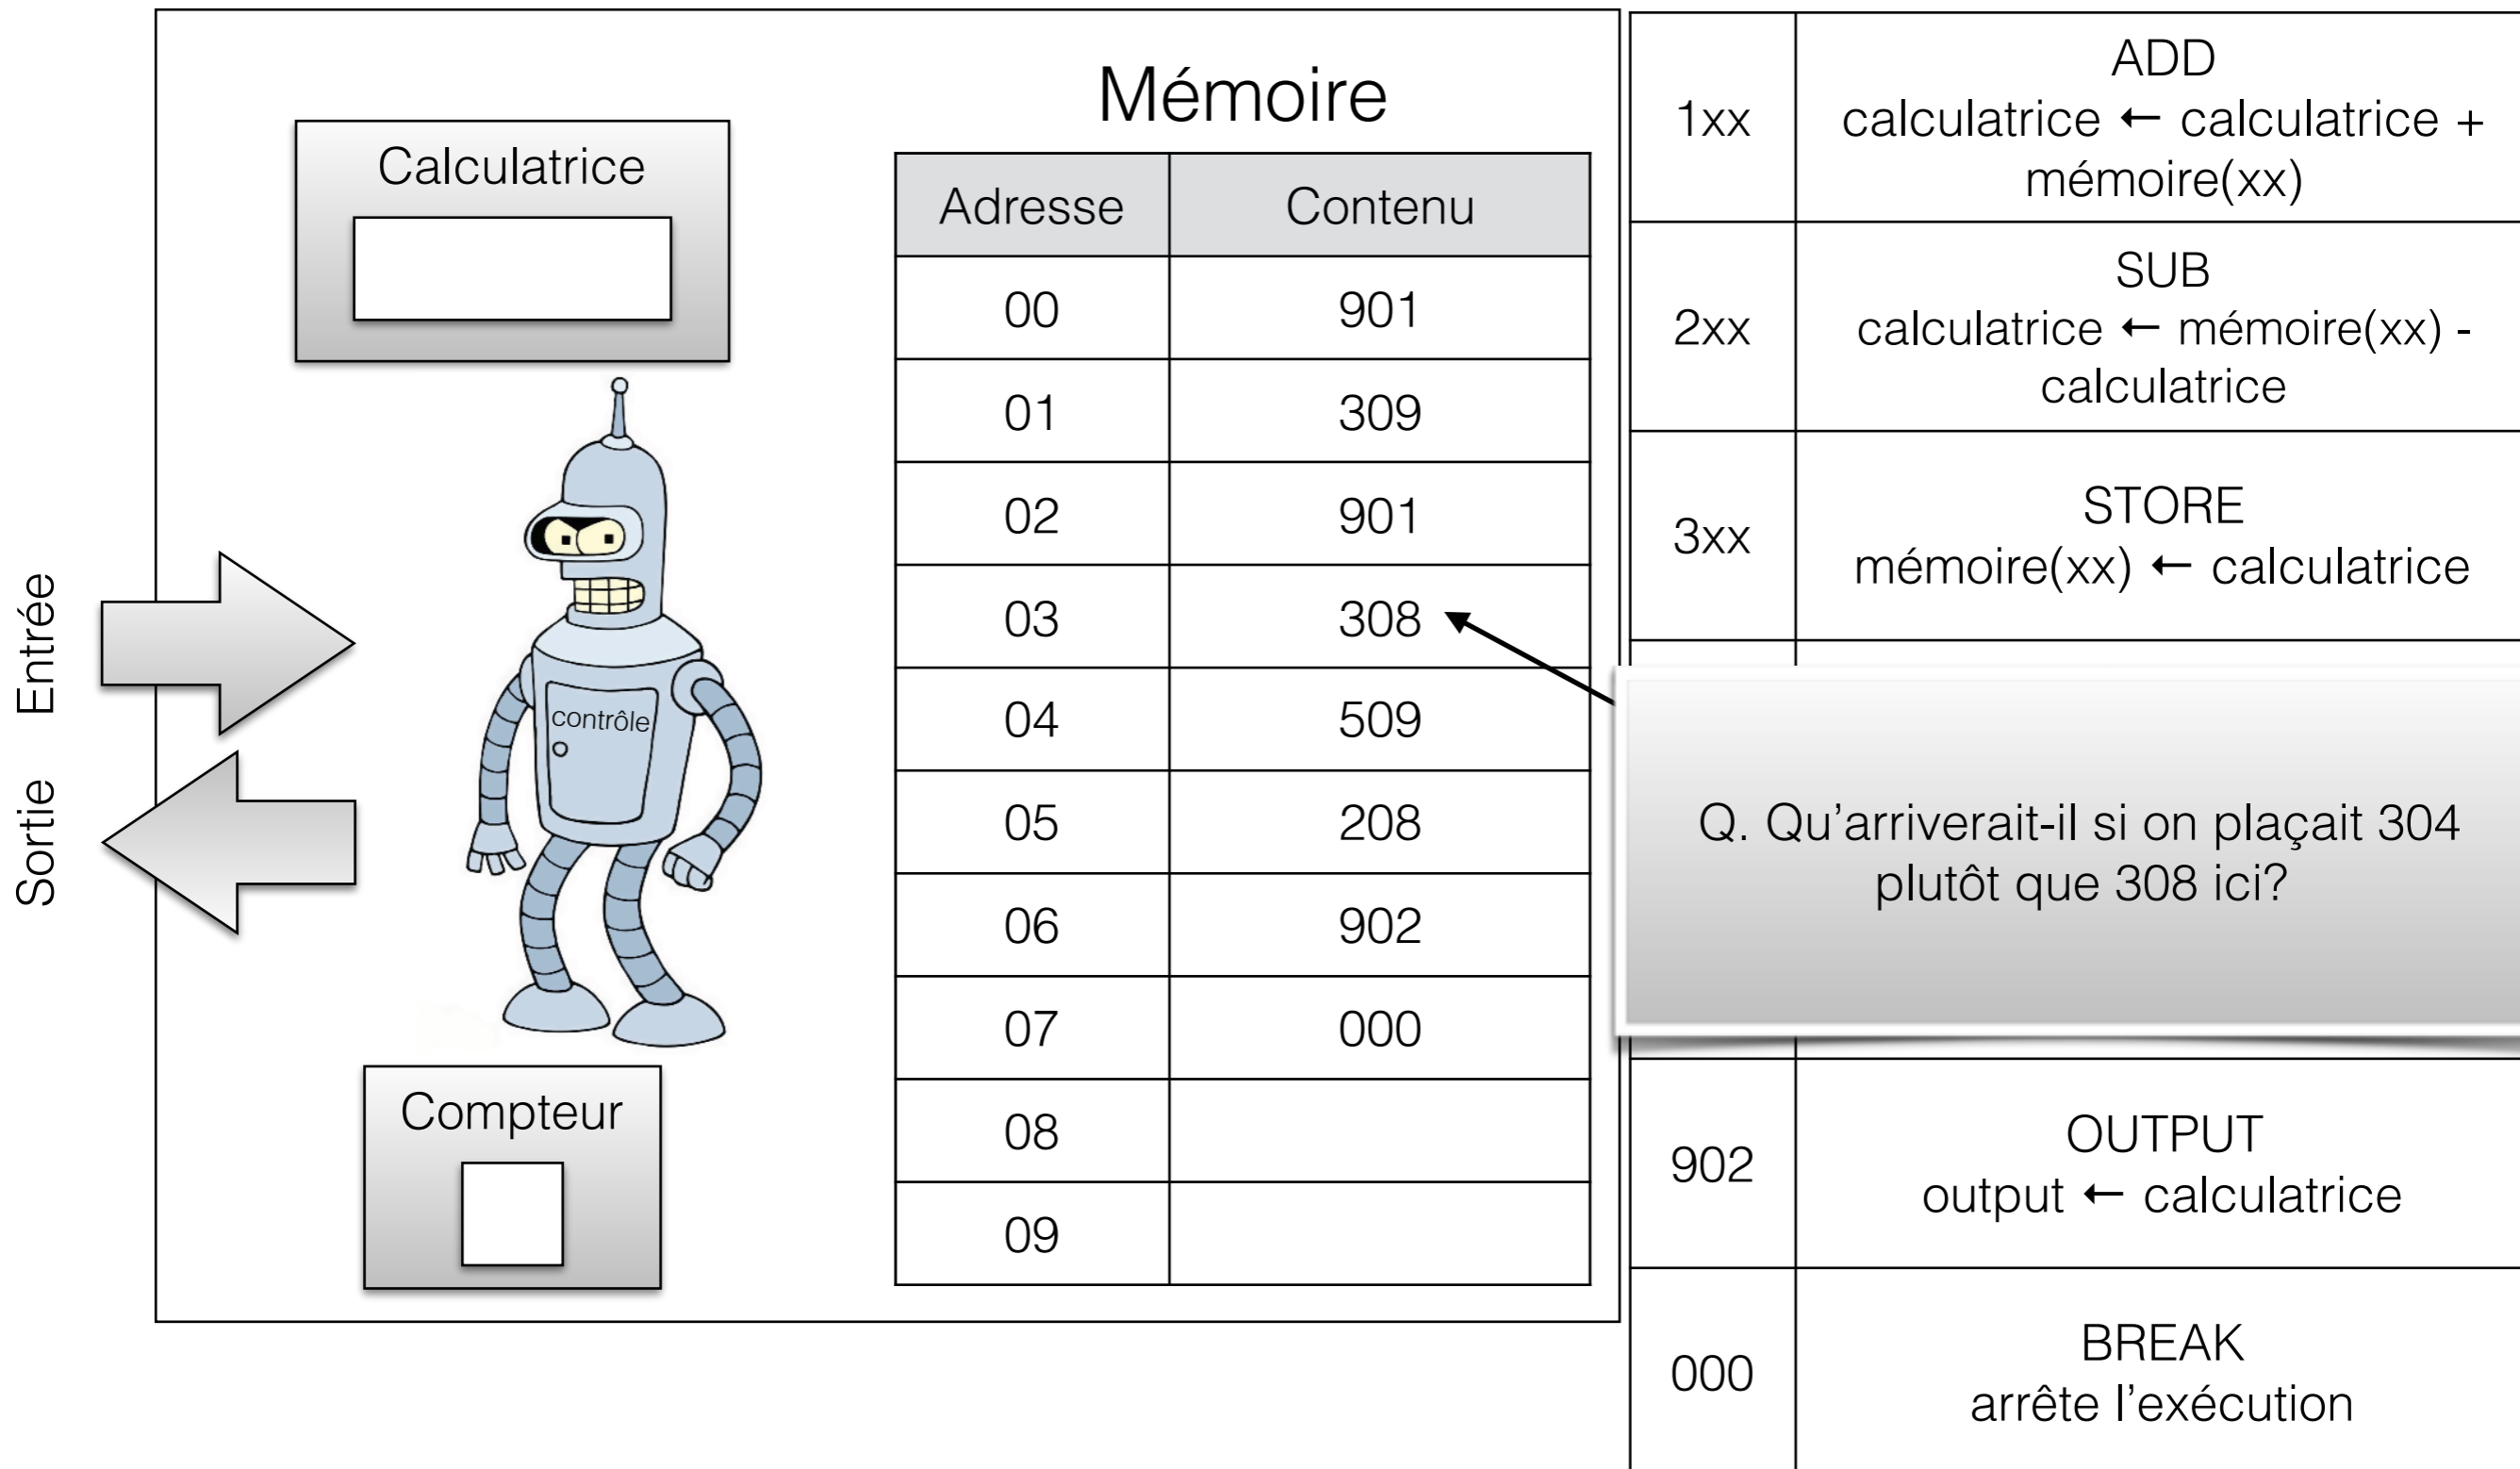 Entrée
Sortie
Calculatrice
contrôle
Compteur
Mémoire
Adresse Contenu
00 901
01 309
02 901
03 308
04 509
05 208
06 902
07 000
08
09
1xx
ADD
calculatrice ← calculatrice +
mémoire(xx)
2xx
SUB
calculatrice ← mémoire(xx) -
calculatrice
3xx
STORE
mémoire(xx) ← calculatrice
Q. Qu’arriverait-il si on plaçait 304
plutôt que 308 ici?
902
OUTPUT
output ← calculatrice
000
BREAK
arrête l’exécution